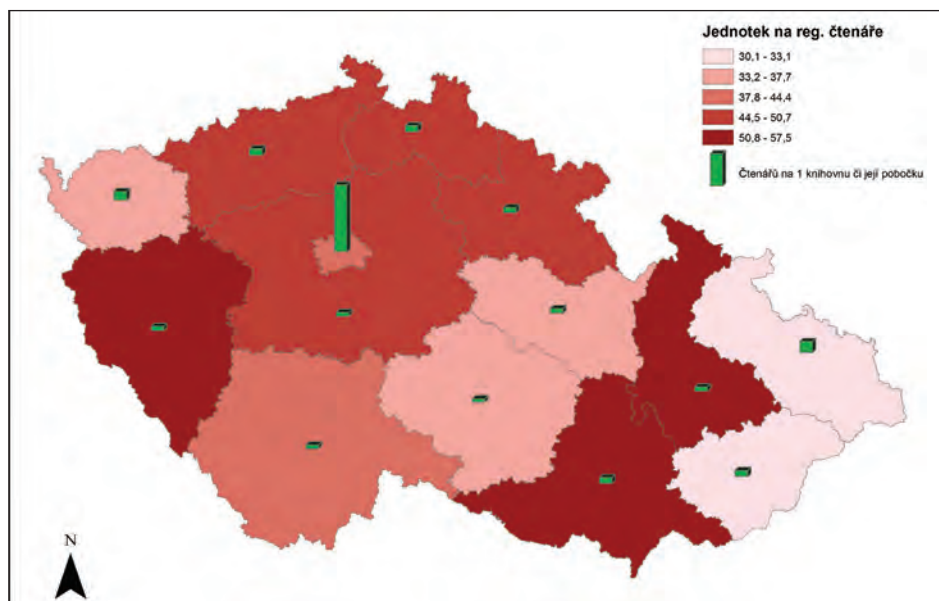 Jednotek na reg. čtenáře
30,1 - 33,1
33,2 - 37,7
37,8 - 44,4
44,5 - 50,7
50,8 - 57,5
Čtenářů na 1 knihovnu či její pobočku
N